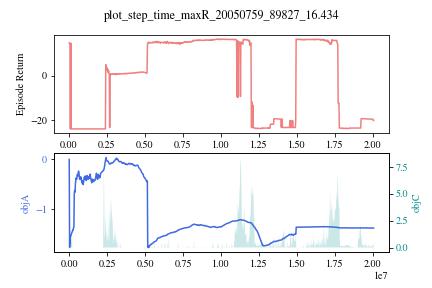 plot_step_time_maxR_20050759_89827_16.434
Episode Return
0
−20
0.00 0.25 0.50 0.75 1.00 1.25 1.50 1.75 2.00
objA
0
−1
objC
7.5
5.0
2.5
0.0
0.00 0.25 0.50 0.75 1.00 1.25 1.50 1.75 2.00
1e7